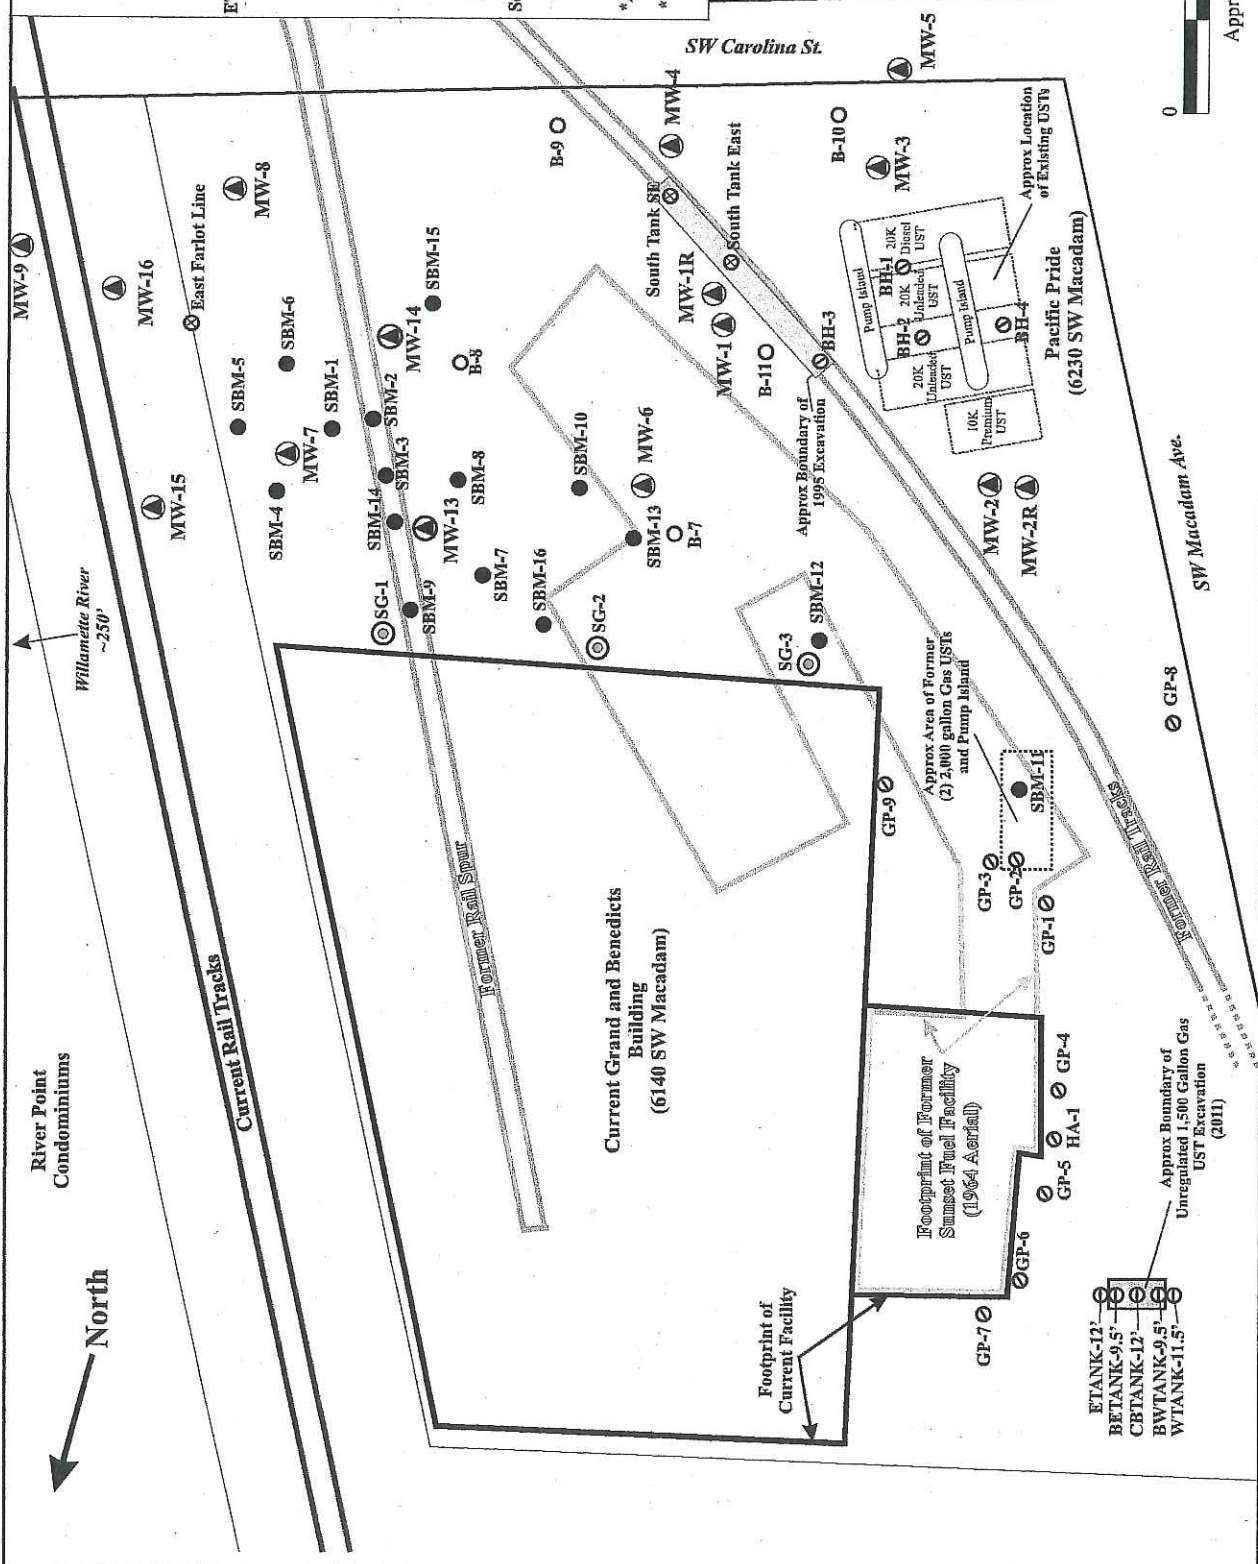 North
River Point
Condominiums
Willamette River
~250'
Current Rail Tracks
MW-9
MW-16
MW-15
East Farlot Line
MW-8
SBM-5
SBM-6
SBM-4
MW-7
SBM-1
SBM-14
SBM-3
SBM-2
MW-14
SBM-15
B-8
SG-1
SBM-9
MW-13
SBM-8
SBM-7
SBM-16
SG-2
SBM-10
MW-6
SBM-13
B-7
B-9
SW Carolina St.
MW-4
South Tank SE
South Tank East
MW-1R
MW-1
B-11
BH-3
B-10
MW-5
MW-3
Approx Boundary of
1995 Excavation
Pump Island
BH-1
20K
Diesel
UST
20K
Unleaded
UST
BH-2
20K
Unleaded
UST
Pump Island
BH-4
10K
Premium
UST
Approx Location
of Existing USTs
Pacific Pride
(6230 SW Macadam)
MW-2
MW-2R
SW Macadam Ave.
SG-3
SBM-12
Approx Area of Former
(2) 2,000 gallon Gas USTs
and Pump Island
SBM-11
GP-8
GP-9
GP-3
GP-2
GP-1
Former Rail Tracks
Former Rail Spur
Current Grand and Benedicts
Building
(6140 SW Macadam)
Footprint of Former
Sunset Fuel Facility
(1964 Aerial)
GP-4
HA-1
GP-5
GP-6
GP-7
Footprint of
Current Facility
Approx Boundary of
Unregulated 1,500 Gallon Gas
UST Excavation
(2011)
ETANK-12'
BETANK-9.5'
CBTANK-12'
BWTANK-9.5'
WTANK-11.5'
0
Appr